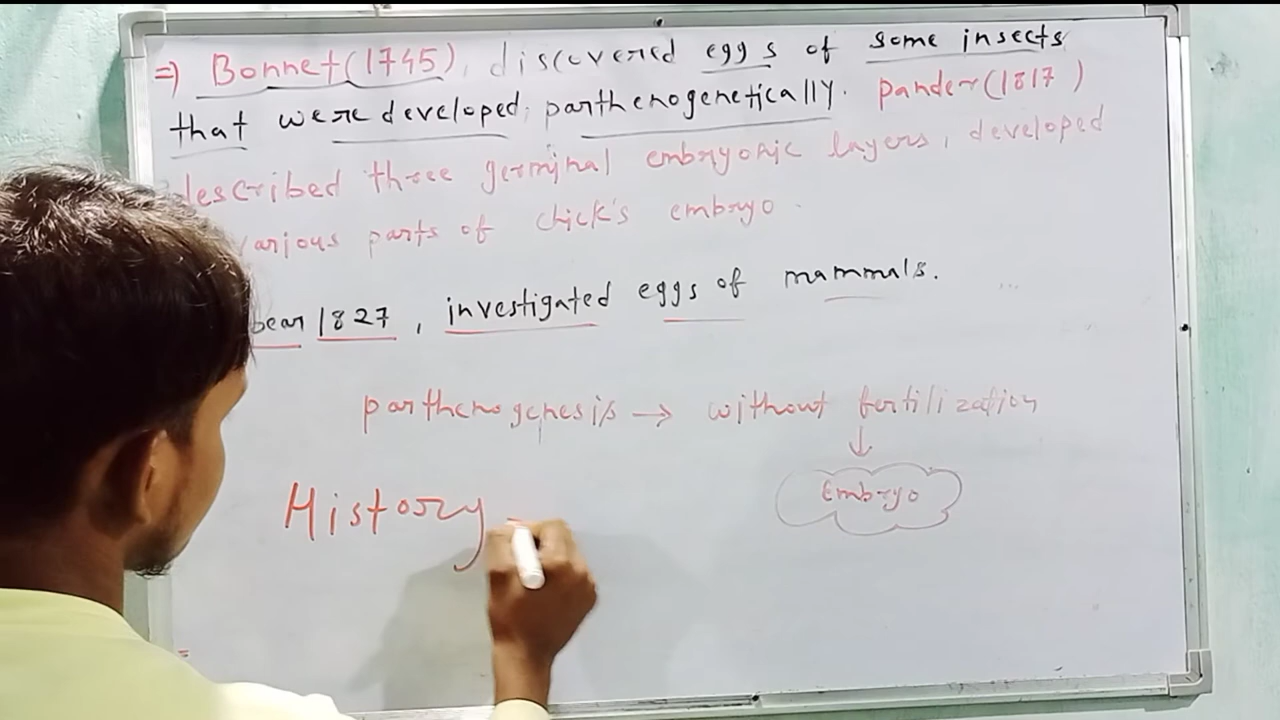 ⇒ Bonnet (1745), discovered eggs of some insects
that were developed, parthenogenetically. pander (1817)
described three germinal embryonic layers, developed
various parts of chick's embryo.
bear 1827, investigated eggs of mammals.
parthenogenesis → without fertilization
↓
Embryo
History -